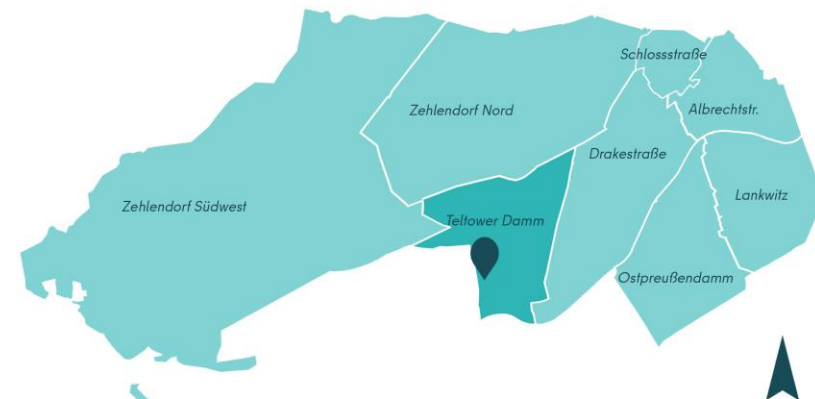 Schlossstraße
Zehlendorf Nord
Albrechtstr.
Drakestraße
Zehlendorf Südwest
Lankwitz
Teltower Damm
Ostpreußendamm